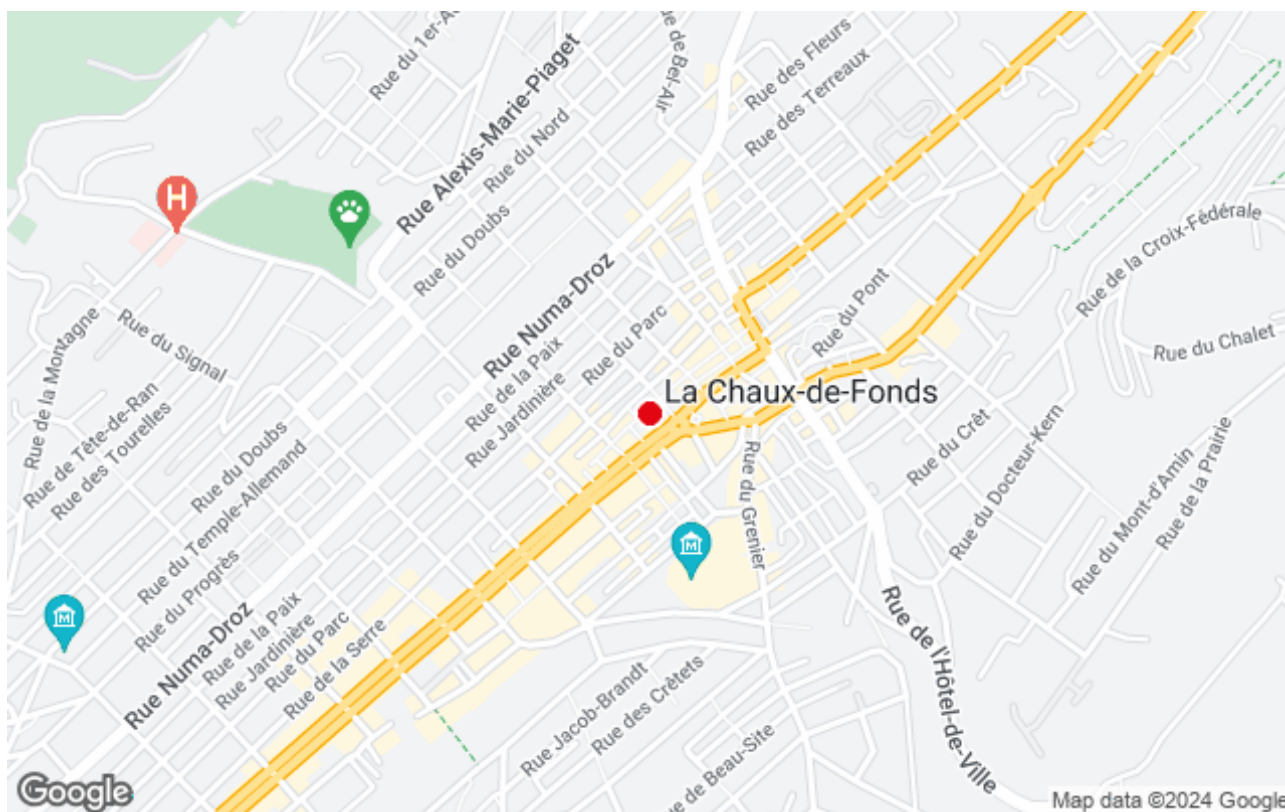 Rue du 1er-A
Rue Alexis-Marie-Piaget
Rue du Nord
e de Bel-Air
Rue des Fleurs
Rue des Terreaux
H
Rue du Doubs
Rue de la Croix-Fédérale
Rue Numa-Droz
Rue du Parc
Rue du Pont
Rue du Signal
Rue de la Montagne
Rue de la Paix
Rue Jardinière
Rue du Chalet
La Chaux-de-Fonds
Rue de Tête-de-Ran
Rue des Tourelles
Rue du Doubs
Rue du Temple-Allemand
Rue du Crêt
Rue du Docteur-Kern
Rue du Grenier
Rue du Mont-d'Amin
Rue de la Prairie
M
M
Rue du Progrès
Rue Numa-Droz
Rue de la Paix
Rue Jardinière
Rue du Parc
Rue de la Serre
Rue de l'Hôtel-de-Ville
Rue Jacob-Brandt
Rue des Crêtets
e de Beau-Site
Google
Map data ©2024 Google